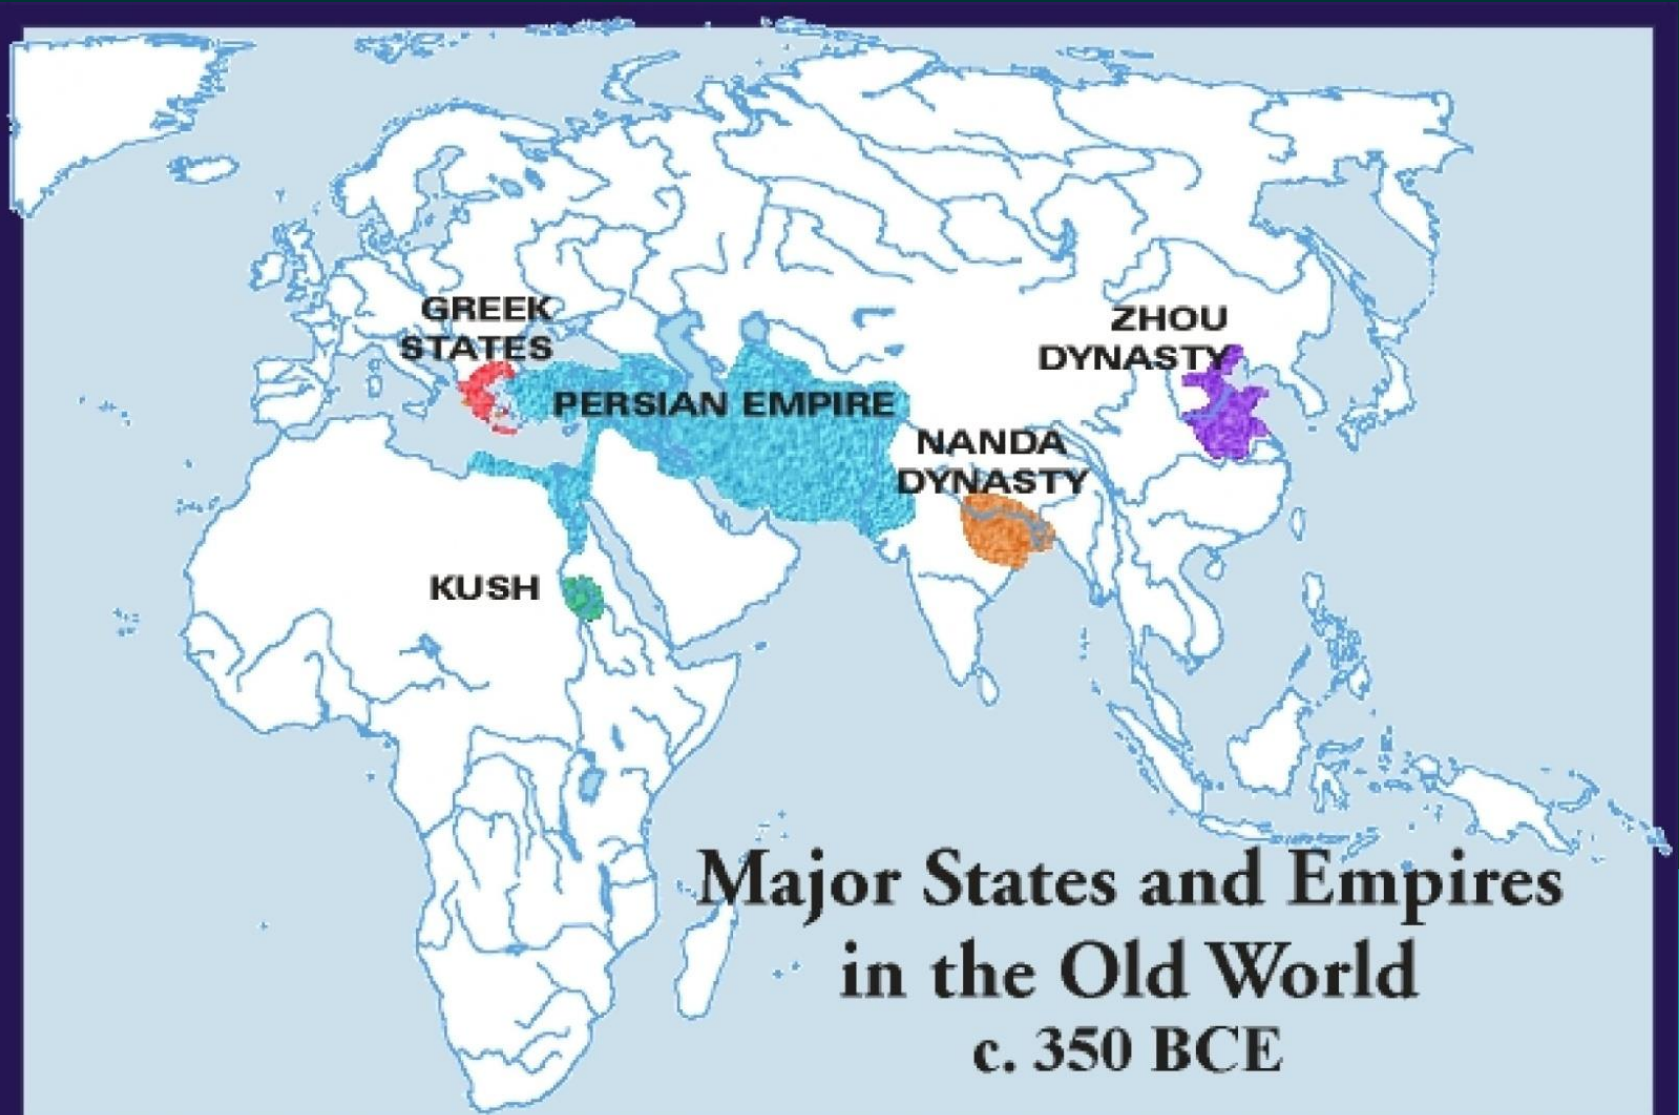 GREEK
STATES
ZHOU
DYNASTY
PERSIAN EMPIRE
NANDA
DYNASTY
KUSH
Major States and Empires
in the Old World
c. 350 BCE